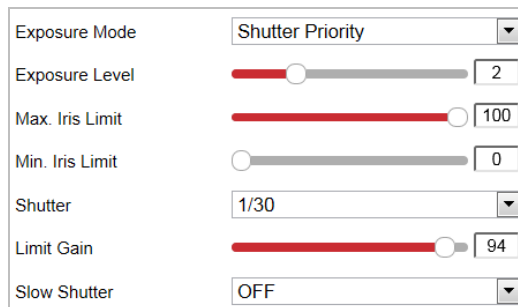 Exposure Mode Shutter Priority
Exposure Level 2
Max. Iris Limit 100
Min. Iris Limit 0
Shutter 1/30
Limit Gain 94
Slow Shutter OFF